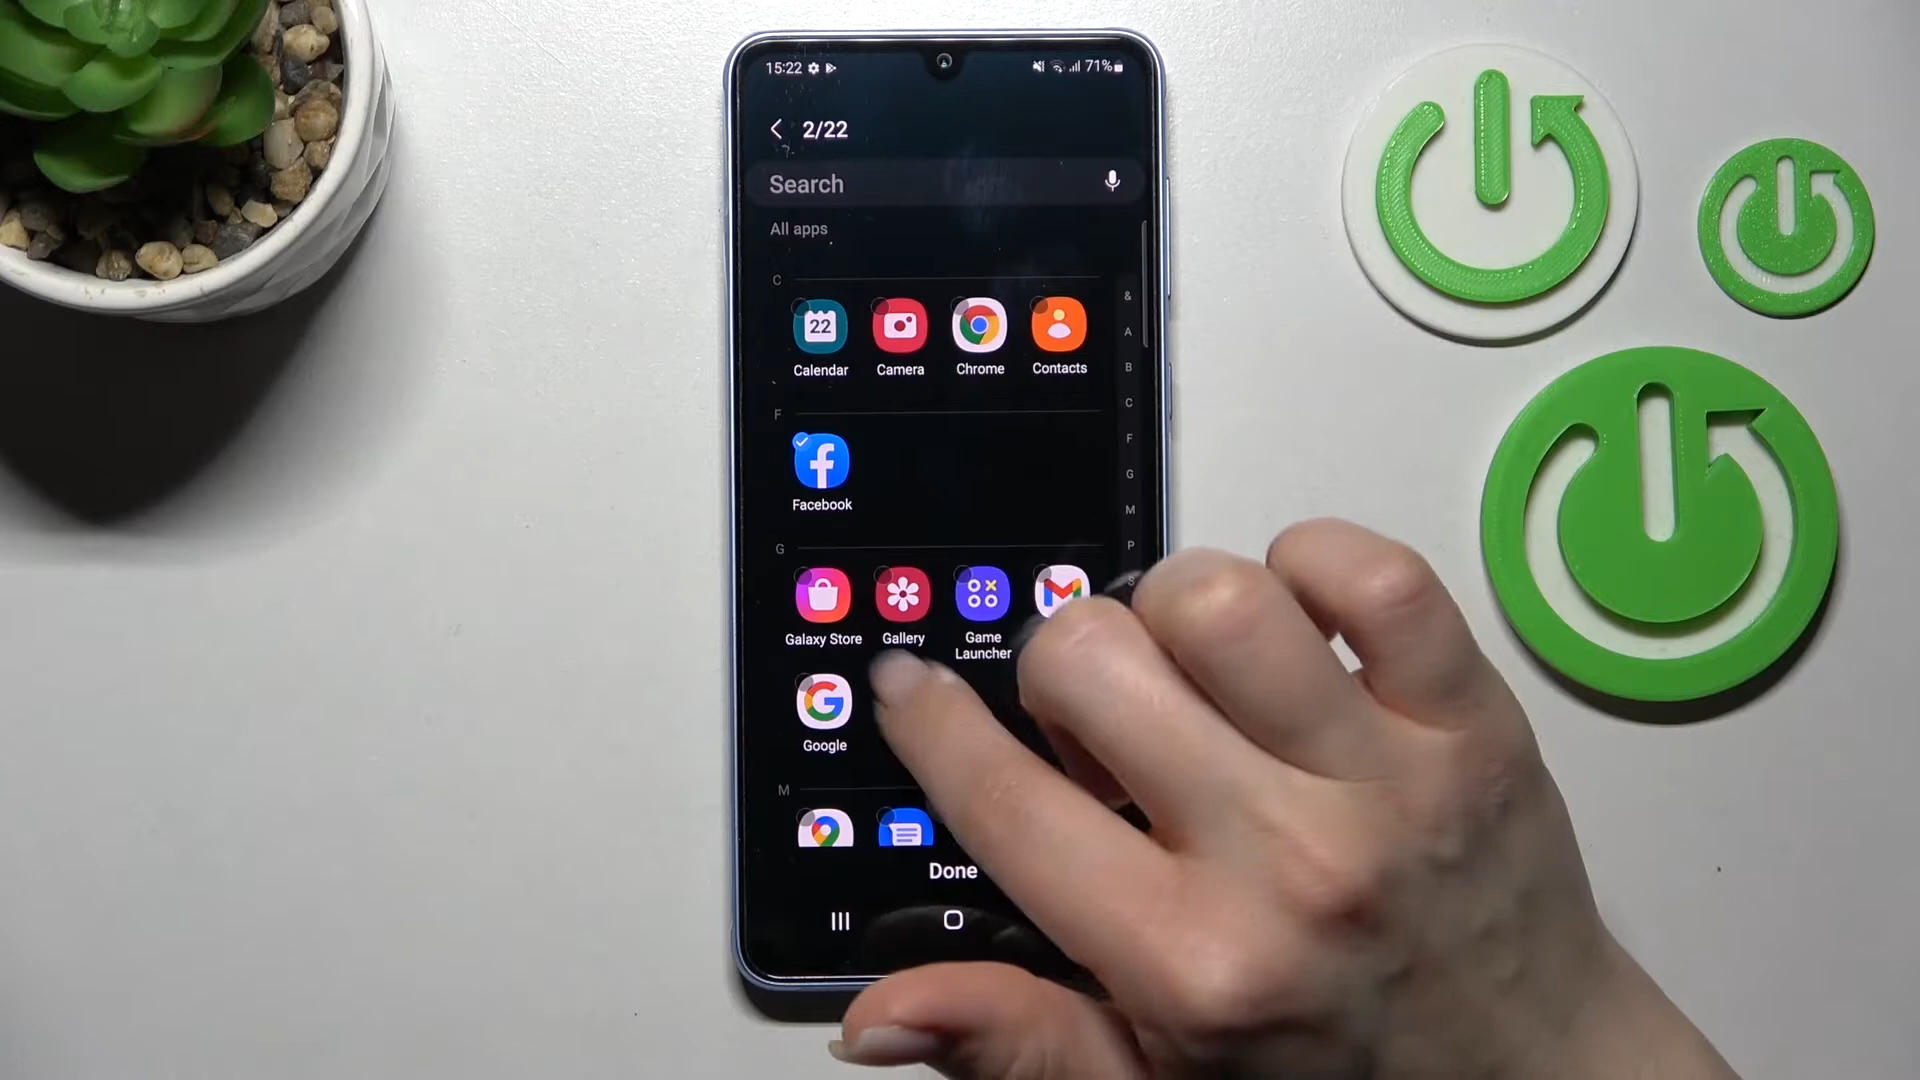 15:22 71%
2/22
Search
All apps
C
22
Calendar Camera Chrome Contacts
F
Facebook
G
Galaxy Store Gallery Game Launcher
Google
M
Done
&
A
B
C
F
G
M
P
S